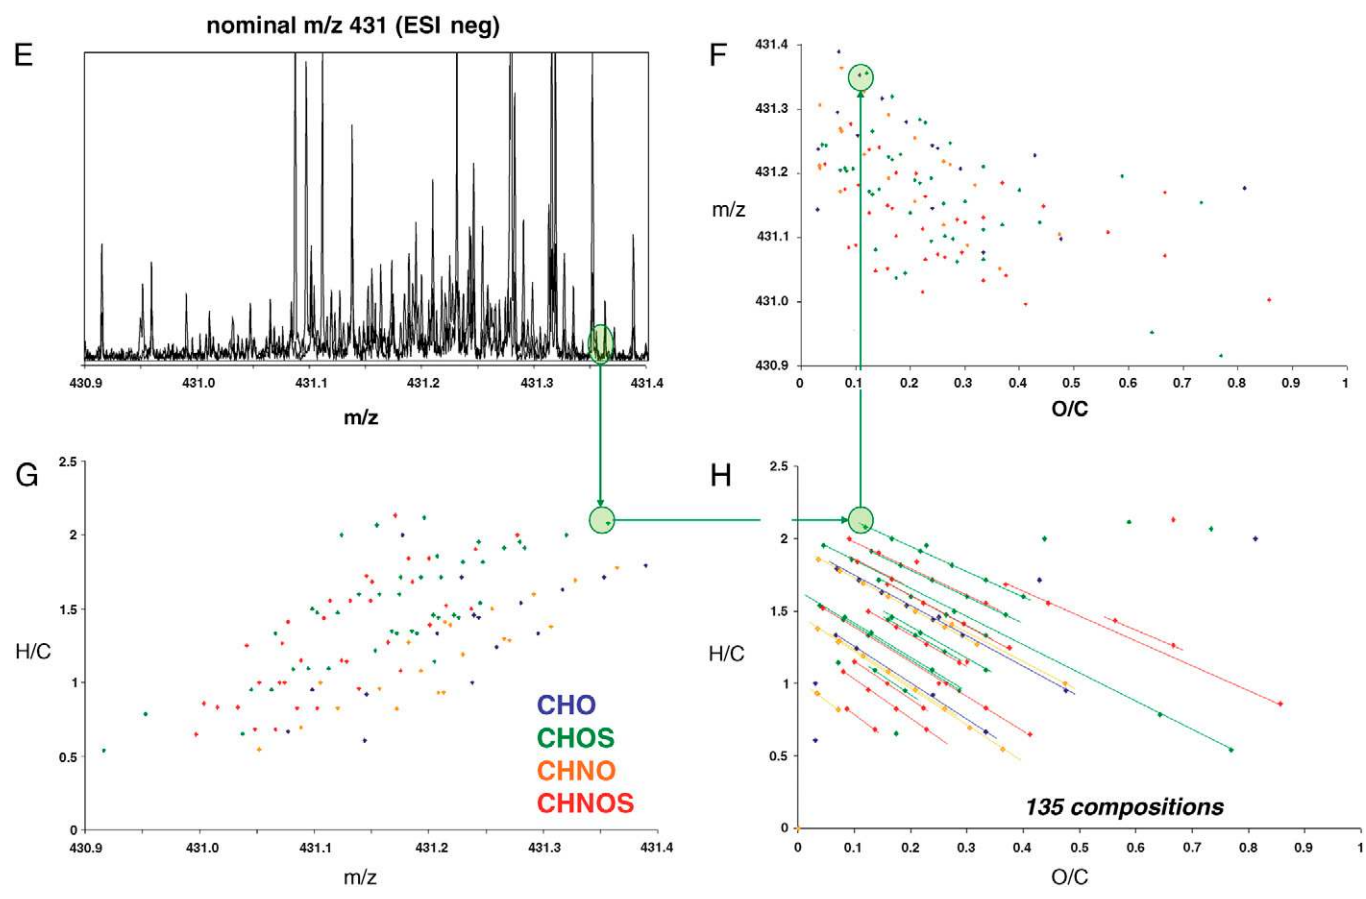 nominal m/z 431 (ESI neg)
E
430.9 431.0 431.1 431.2 431.3 431.4
m/z
F
431.4
431.3
431.2
m/z
431.1
431.0
430.9
0 0.1 0.2 0.3 0.4 0.5 0.6 0.7 0.8 0.9 1
O/C
G
2.5
2
1.5
H/C
1
0.5
0
430.9 431.0 431.1 431.2 431.3 431.4
m/z
CHO
CHOS
CHNO
CHNOS
H
2.5
2
1.5
H/C
1
0.5
0
135 compositions
0 0.1 0.2 0.3 0.4 0.5 0.6 0.7 0.8 0.9 1
O/C